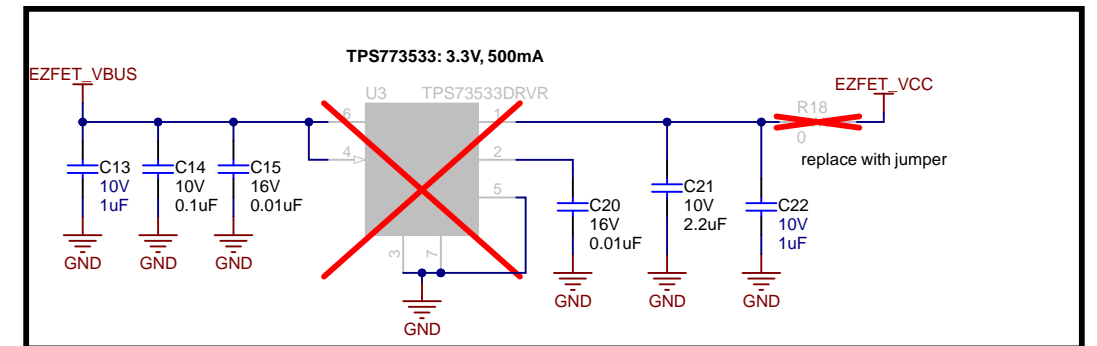 TPS773533: 3.3V, 500mA
EZFET_VBUS
EZFET_VCC
U3
TPS73533DRVR
R18
0
replace with jumper
6
4
1
2
5
3
7
C13
10V
1uF
C14
10V
0.1uF
C15
16V
0.01uF
C20
16V
0.01uF
C21
10V
2.2uF
C22
10V
1uF
GND
GND
GND
GND
GND
GND
GND